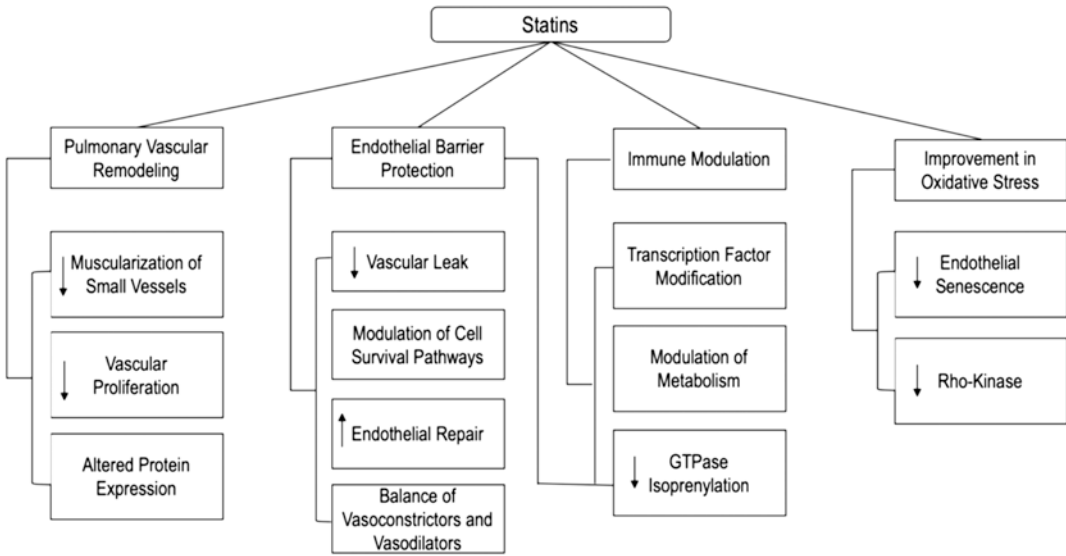 Statins
Pulmonary Vascular
Remodeling
↓ Muscularization of
Small Vessels
↓ Vascular
Proliferation
Altered Protein
Expression
Endothelial Barrier
Protection
↓ Vascular Leak
Modulation of Cell
Survival Pathways
↑ Endothelial Repair
Balance of
Vasoconstrictors and
Vasodilators
Immune Modulation
Transcription Factor
Modification
Modulation of
Metabolism
↓ GTPase
Isoprenylation
Improvement in
Oxidative Stress
↓ Endothelial
Senescence
↓ Rho-Kinase